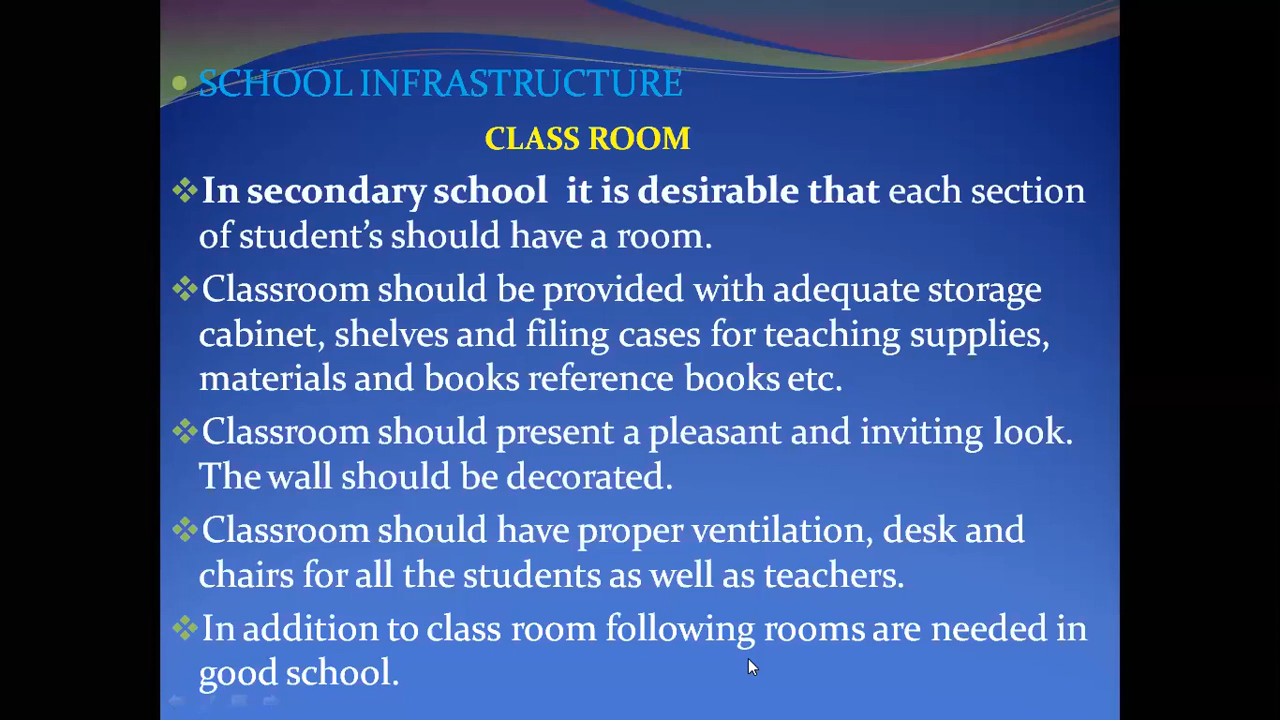 SCHOOL INFRASTRUCTURE
CLASS ROOM
In secondary school it is desirable that each section
of student’s should have a room.
Classroom should be provided with adequate storage
cabinet, shelves and filing cases for teaching supplies,
materials and books reference books etc.
Classroom should present a pleasant and inviting look.
The wall should be decorated.
Classroom should have proper ventilation, desk and
chairs for all the students as well as teachers.
In addition to class room following rooms are needed in
good school.